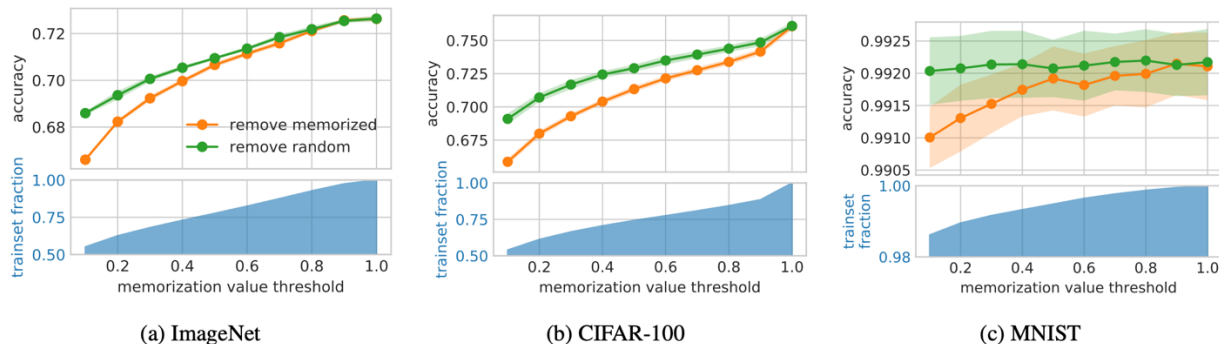 accuracy
0.72
0.70
0.68
remove memorized
remove random
trainset fraction
1.00
0.75
0.50
0.2 0.4 0.6 0.8 1.0
memorization value threshold
(a) ImageNet
accuracy
0.750
0.725
0.700
0.675
trainset fraction
1.00
0.75
0.50
0.2 0.4 0.6 0.8 1.0
memorization value threshold
(b) CIFAR-100
accuracy
0.9925
0.9920
0.9915
0.9910
0.9905
trainset
fraction
1.00
0.98
0.2 0.4 0.6 0.8 1.0
memorization value threshold
(c) MNIST